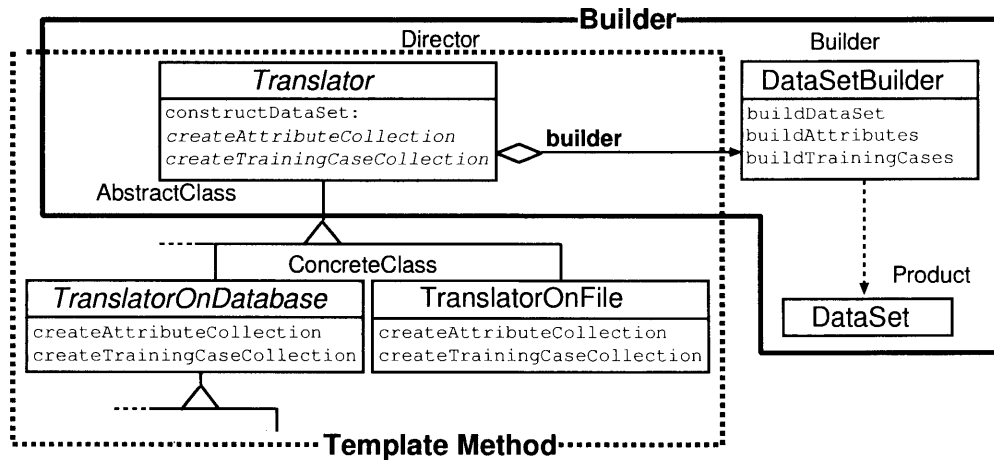 Builder
Director
Builder
Translator
constructDataSet:
createAttributeCollection
createTrainingCaseCollection
builder
DataSetBuilder
buildDataSet
buildAttributes
buildTrainingCases
AbstractClass
ConcreteClass
TranslatorOnDatabase
createAttributeCollection
createTrainingCaseCollection
TranslatorOnFile
createAttributeCollection
createTrainingCaseCollection
Product
DataSet
Template Method